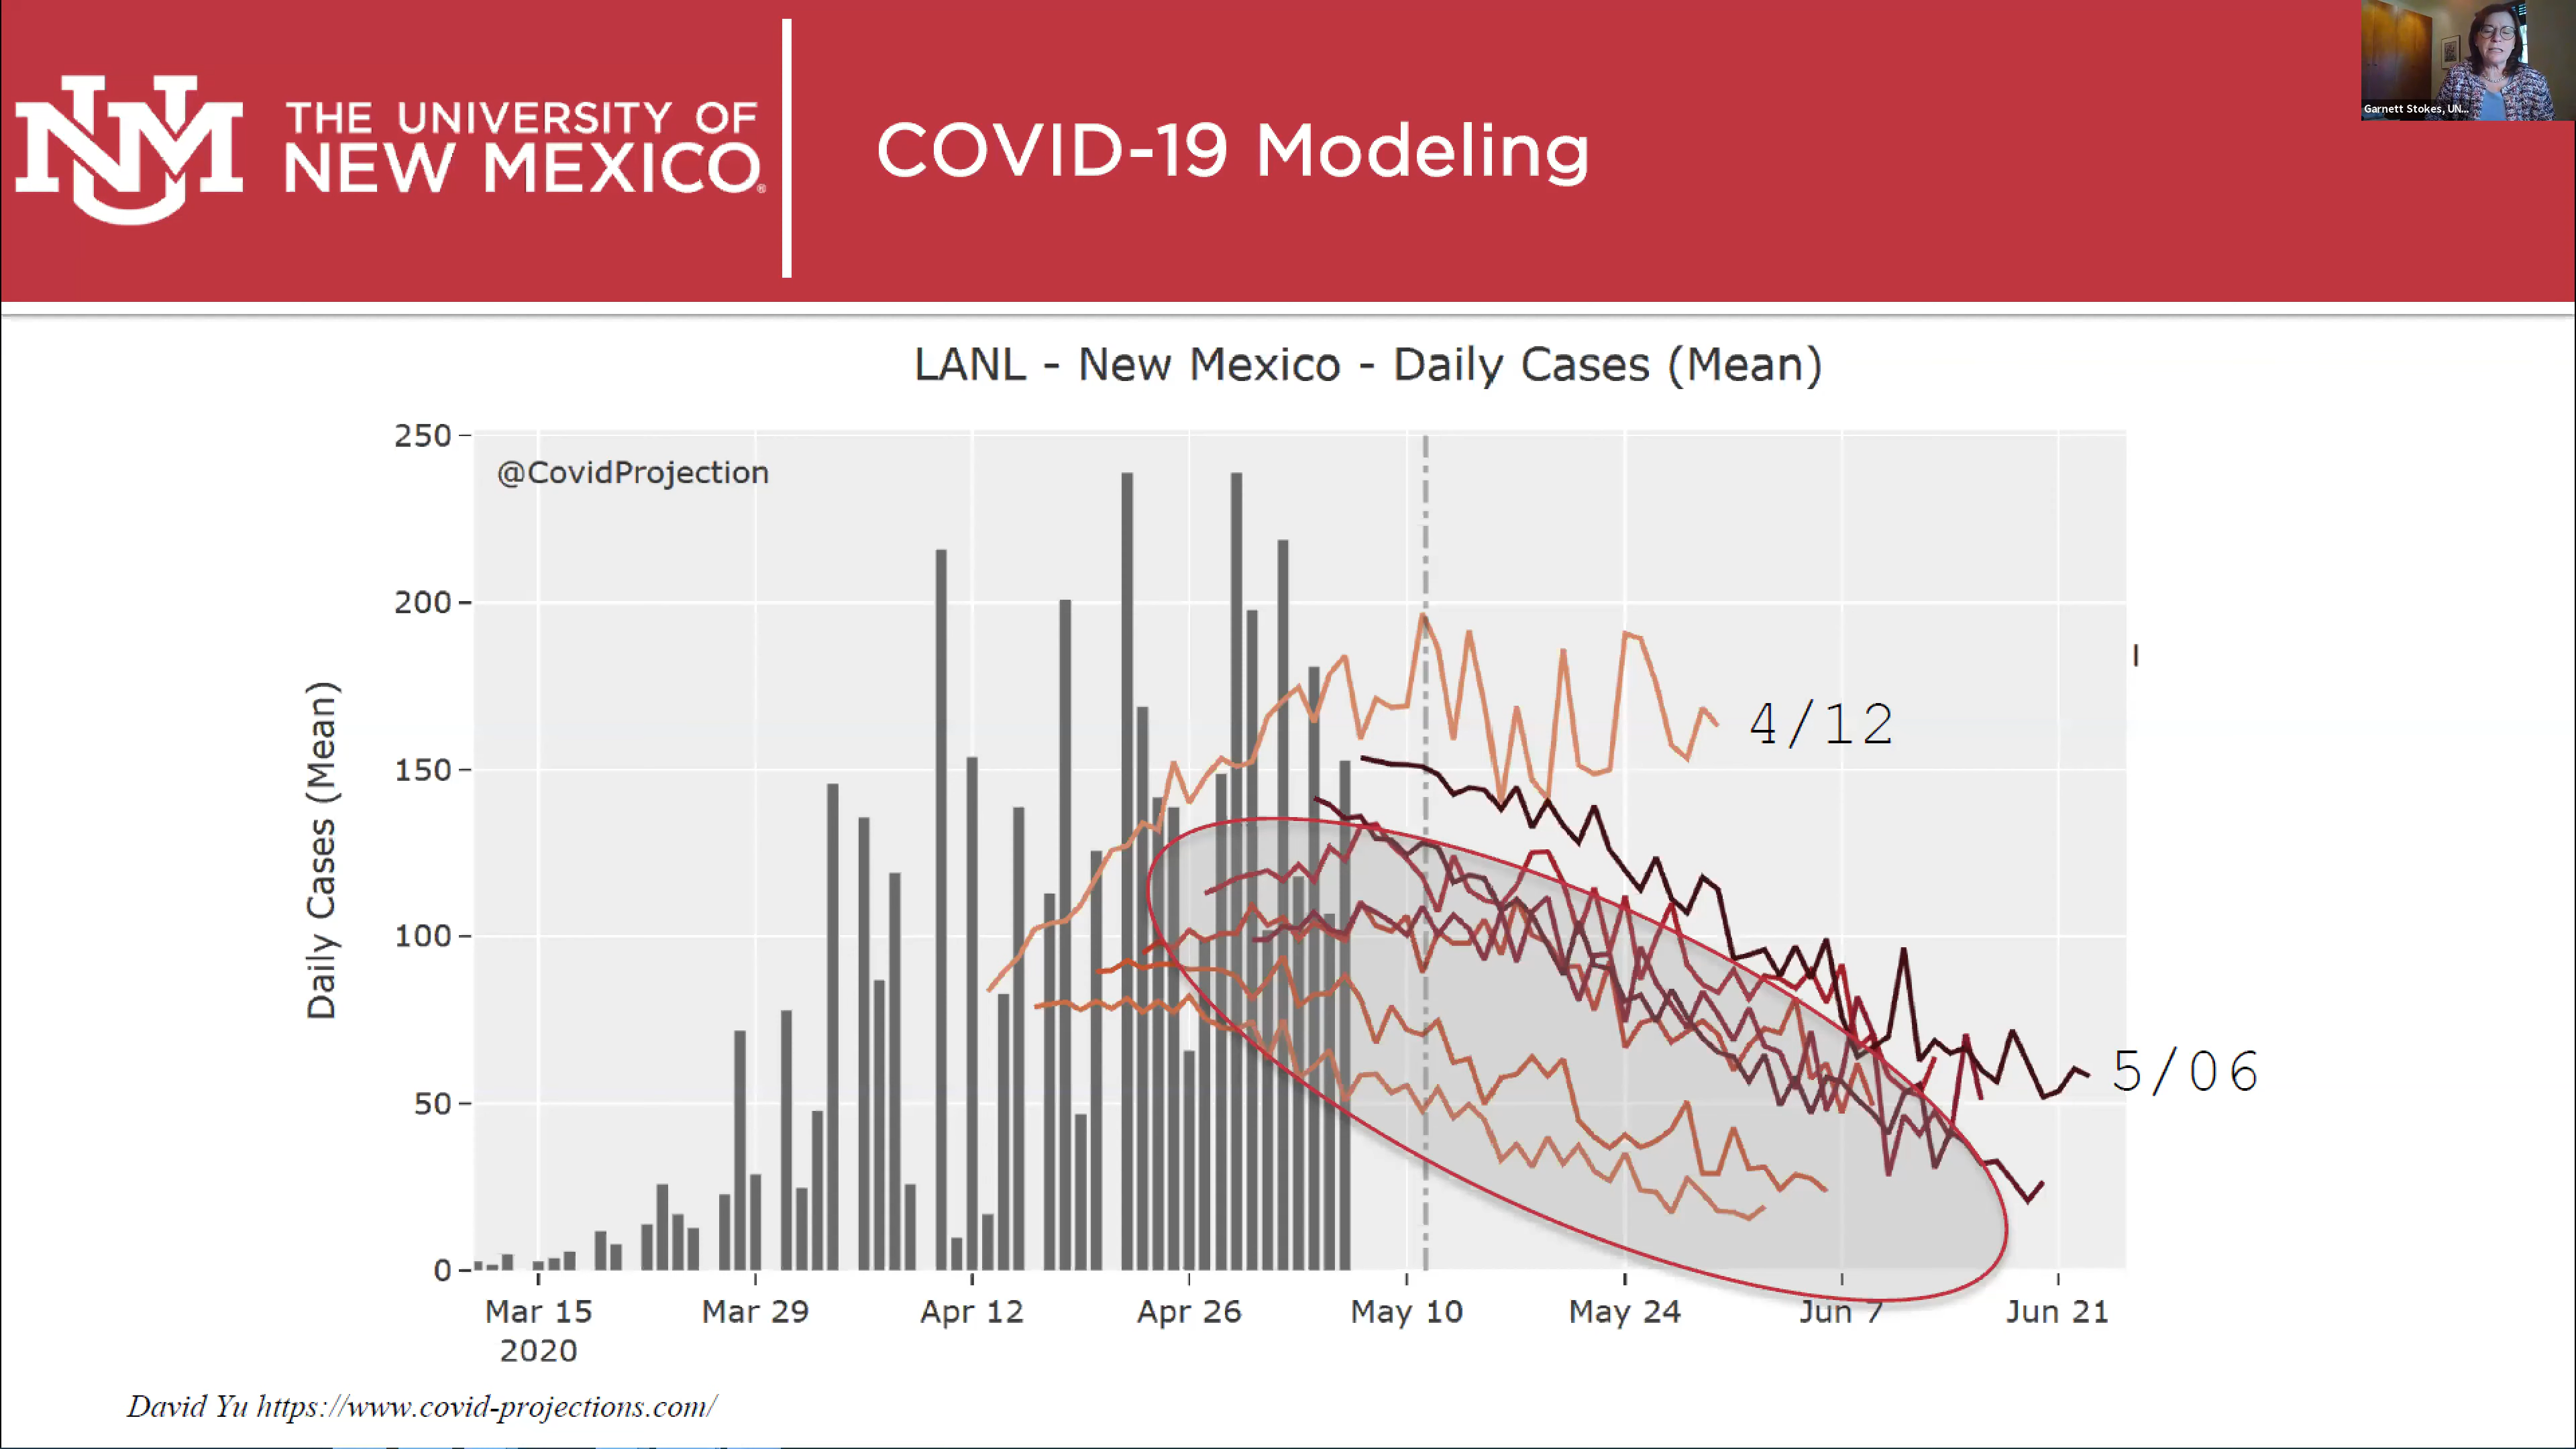 UNM
THE UNIVERSITY OF
NEW MEXICO®
COVID-19 Modeling
Garnett Stokes, UN...
LANL - New Mexico - Daily Cases (Mean)
@CovidProjection
Daily Cases (Mean)
250
200
150
100
50
0
4/12
5/06
Mar 15
2020
Mar 29
Apr 12
Apr 26
May 10
May 24
Jun 7
Jun 21
David Yu https://www.covid-projections.com/